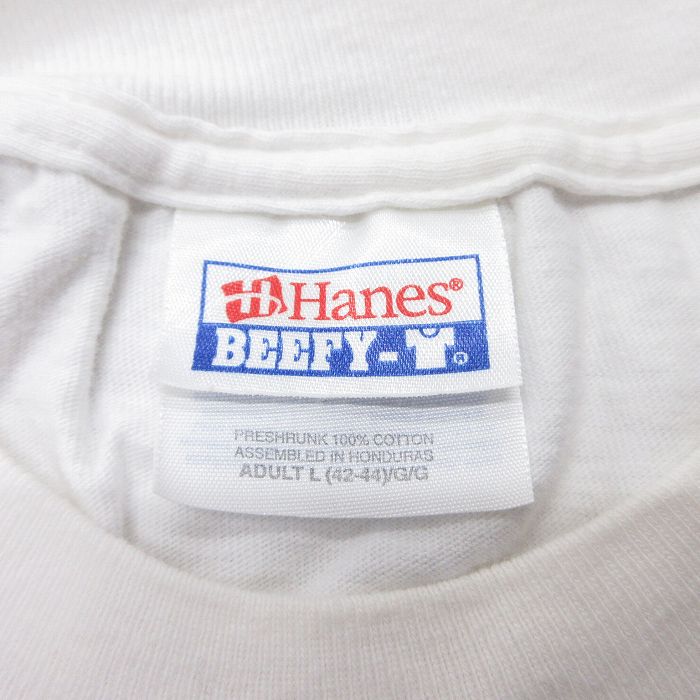 Hanes®
BEEFY-T®
PRESHRUNK 100% COTTON
ASSEMBLED IN HONDURAS
ADULT L (42-44)/G/G